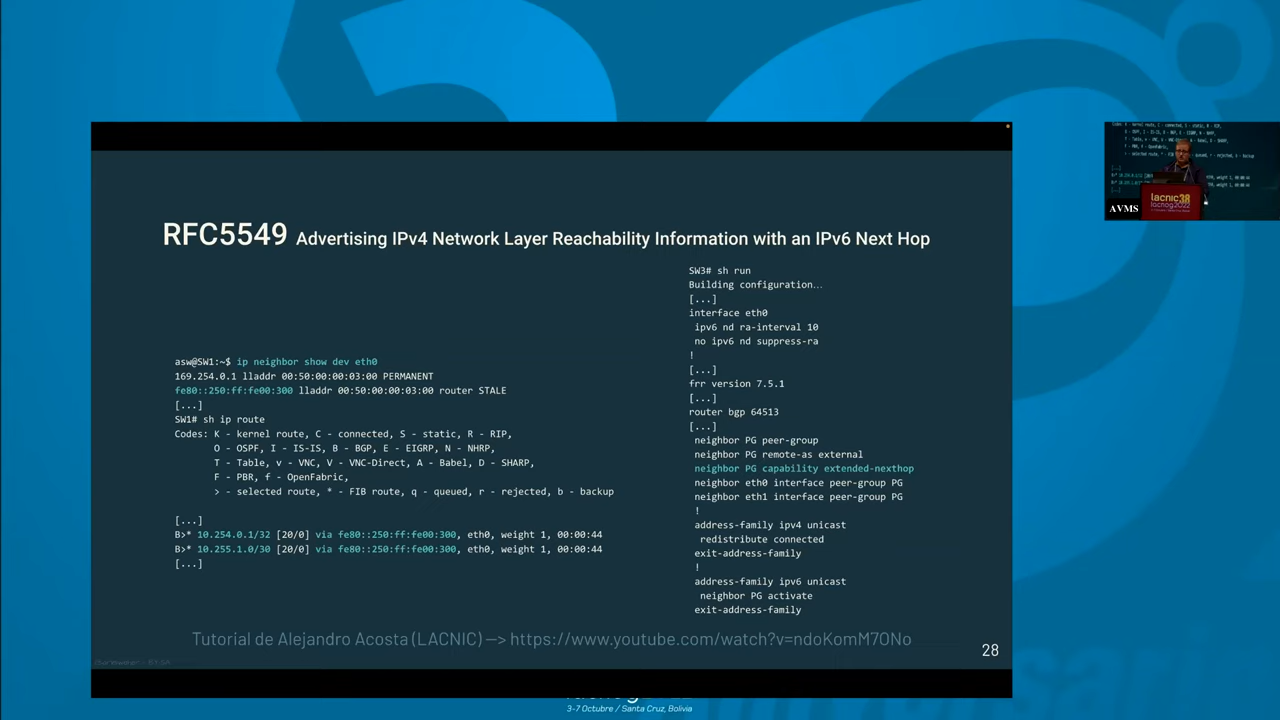 RFC5549 Advertising IPv4 Network Layer Reachability Information with an IPv6 Next Hop
asw@SW1:~$ ip neighbor show dev eth0
169.254.0.1 lladdr 00:50:00:00:03:00 PERMANENT
fe80::250:ff:fe00:300 lladdr 00:50:00:00:03:00 router STALE
[...]
SW1# sh ip route
Codes: K - kernel route, C - connected, S - static, R - RIP,
O - OSPF, I - IS-IS, B - BGP, E - EIGRP, N - NHRP,
T - Table, v - VNC, V - VNC-Direct, A - Babel, D - SHARP,
F - PBR, f - OpenFabric,
> - selected route, * - FIB route, q - queued, r - rejected, b - backup
[...]
B>* 10.254.0.1/32 [20/0] via fe80::250:ff:fe00:300, eth0, weight 1, 00:00:44
B>* 10.255.1.0/30 [20/0] via fe80::250:ff:fe00:300, eth0, weight 1, 00:00:44
[...]
SW3# sh run
Building configuration...
[...]
interface eth0
ipv6 nd ra-interval 10
no ipv6 nd suppress-ra
!
[...]
frr version 7.5.1
[...]
router bgp 64513
[...]
neighbor PG peer-group
neighbor PG remote-as external
neighbor PG capability extended-nexthop
neighbor eth0 interface peer-group PG
neighbor eth1 interface peer-group PG
!
address-family ipv4 unicast
redistribute connected
exit-address-family
!
address-family ipv6 unicast
neighbor PG activate
exit-address-family
Tutorial de Alejandro Acosta (LACNIC) —> https://www.youtube.com/watch?v=ndoKomM7ONo
28
AVMS
lacnic38
lacnog2022
3-7 Octubre / Santa Cruz, Bolivia